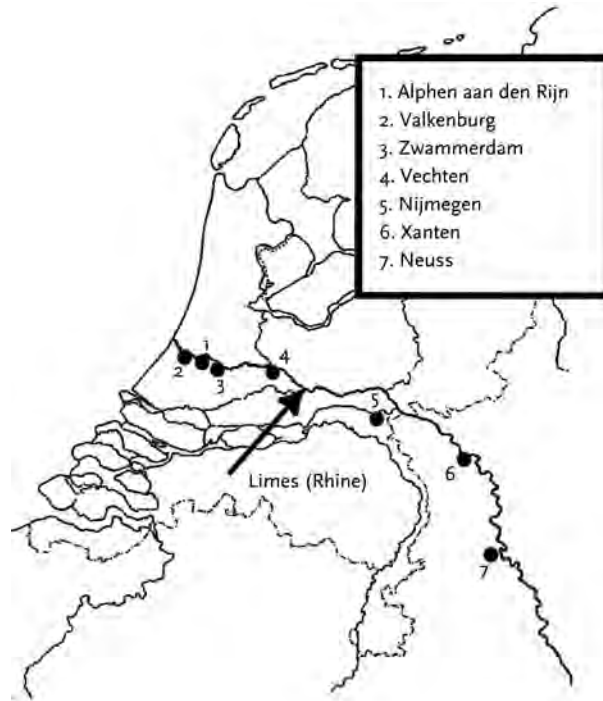 1. Alphen aan den Rijn
2. Valkenburg
3. Zwammerdam
4. Vechten
5. Nijmegen
6. Xanten
7. Neuss
1
2
3
4
5
Limes (Rhine)
6
7